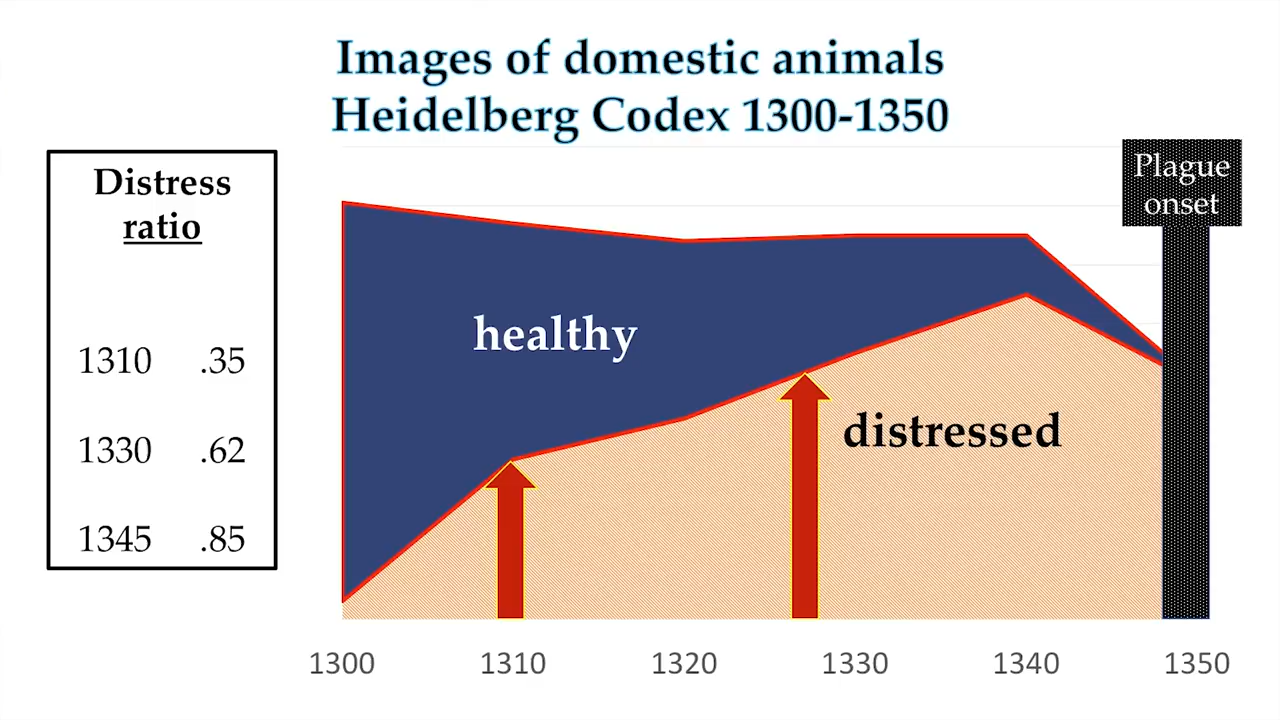 Images of domestic animals
Heidelberg Codex 1300-1350
Distress
ratio
1310 .35
1330 .62
1345 .85
Plague
onset
healthy
distressed
1300 1310 1320 1330 1340 1350